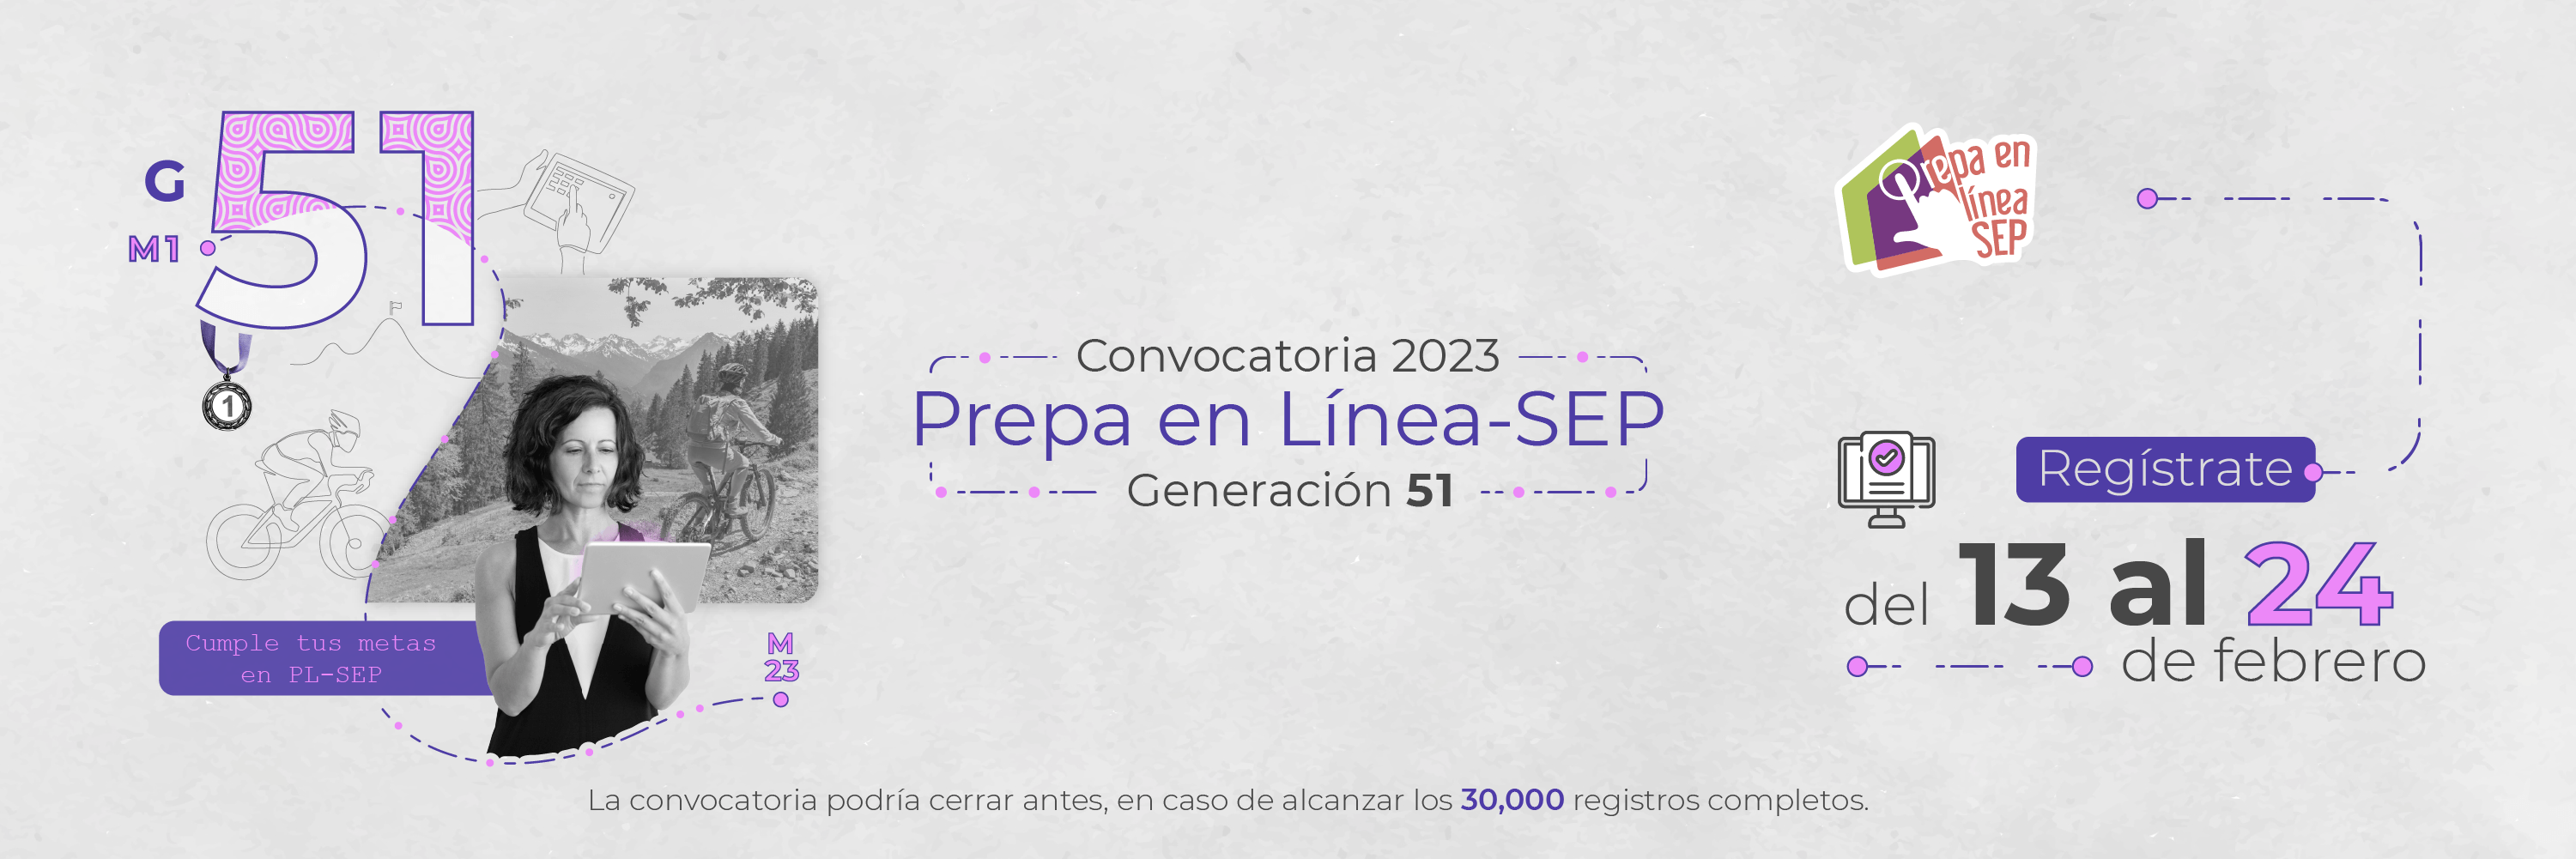 G 51
M1
1
Cumple tus metas
en PL-SEP
M
23
Convocatoria 2023
Prepa en Línea-SEP
Generación 51
Prepa en
línea
SEP
Regístrate
del 13 al 24
de febrero
La convocatoria podría cerrar antes, en caso de alcanzar los 30,000 registros completos.